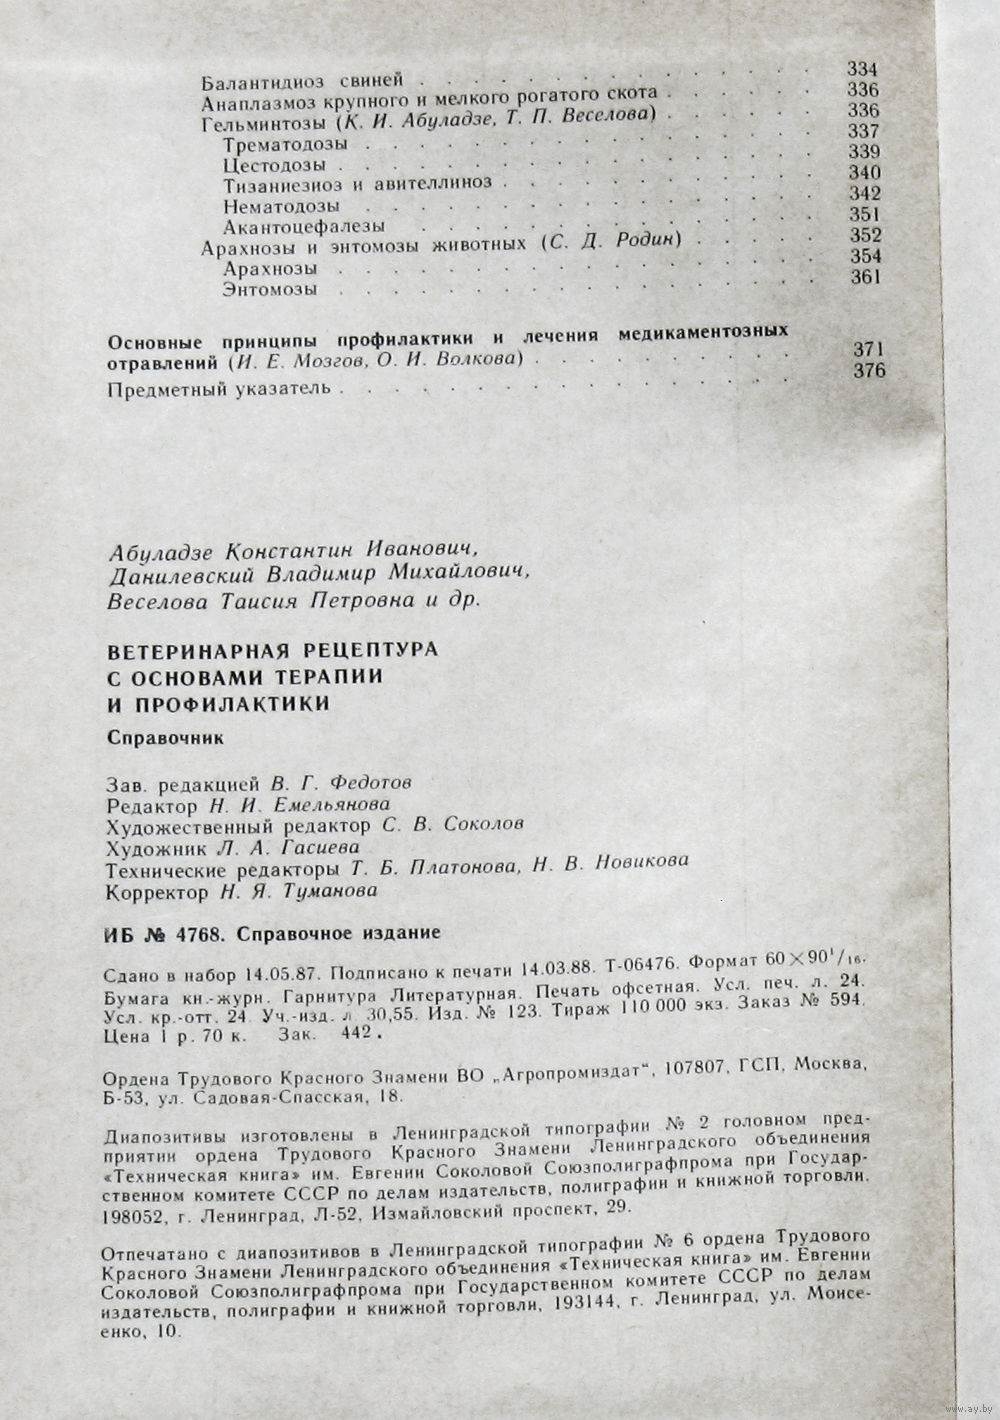 Балантидиоз свиней . . . . . . . . . . . . . . . 334
Анаплазмоз крупного и мелкого рогатого скота . . . . . . 336
Гельминтозы (К. И. Абуладзе, Т. П. Веселова) . . . . . . 336
Трематодозы . . . . . . . . . . . . . . . . . 337
Цестодозы . . . . . . . . . . . . . . . . . . 339
Тизаниезиоз и авителлиноз . . . . . . . . . . . . 340
Нематодозы . . . . . . . . . . . . . . . . . 342
Акантоцефалезы . . . . . . . . . . . . . . . 351
Арахнозы и энтомозы животных (С. Д. Родин) . . . . . 352
Арахнозы . . . . . . . . . . . . . . . . . . 354
Энтомозы . . . . . . . . . . . . . . . . . . 361
Основные принципы профилактики и лечения медикаментозных
отравлений (И. Е. Мозгов, О. И. Волкова) . . . . . . . . . . 371
Предметный указатель . . . . . . . . . . . . . . . . . 376
Абуладзе Константин Иванович,
Данилевский Владимир Михайлович,
Веселова Таисия Петровна и др.
ВЕТЕРИНАРНАЯ РЕЦЕПТУРА
С ОСНОВАМИ ТЕРАПИИ
И ПРОФИЛАКТИКИ
Справочник
Зав. редакцией В. Г. Федотов
Редактор Н. И. Емельянова
Художественный редактор С. В. Соколов
Художник Л. А. Гасиева
Технические редакторы Т. Б. Платонова, Н. В. Новикова
Корректор Н. Я. Туманова
ИБ № 4768. Справочное издание
Сдано в набор 14.05.87. Подписано к печати 14.03.88. Т-06476. Формат 60×90¹/₁₆.
Бумага кн.-журн. Гарнитура Литературная. Печать офсетная. Усл. печ. л. 24.
Усл. кр.-отт. 24. Уч.-изд. л. 30,55. Изд. № 123. Тираж 110 000 экз. Заказ № 594.
Цена 1 р. 70 к. Зак. 442.
Ордена Трудового Красного Знамени ВО „Агропромиздат“, 107807, ГСП, Москва,
Б-53, ул. Садовая-Спасская, 18.
Диапозитивы изготовлены в Ленинградской типографии № 2 головном пред-
приятии ордена Трудового Красного Знамени Ленинградского объединения
«Техническая книга» им. Евгении Соколовой Союзполиграфпрома при Государ-
ственном комитете СССР по делам издательств, полиграфии и книжной торговли.
198052, г. Ленинград, Л-52, Измайловский проспект, 29.
Отпечатано с диапозитивов в Ленинградской типографии № 6 ордена Трудового
Красного Знамени Ленинградского объединения «Техническая книга» им. Евгении
Соколовой Союзполиграфпрома при Государственном комитете СССР по делам
издательств, полиграфии и книжной торговли, 193144, г. Ленинград, ул. Моисе-
енко, 10.
www.ay.by